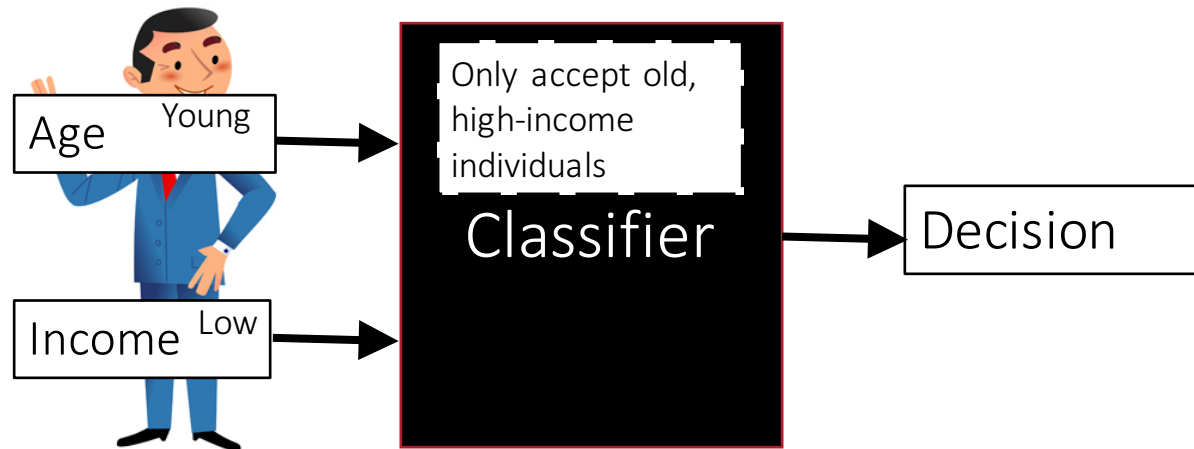 Age
Young
Only accept old,
high-income
individuals
Classifier
Decision
Income
Low